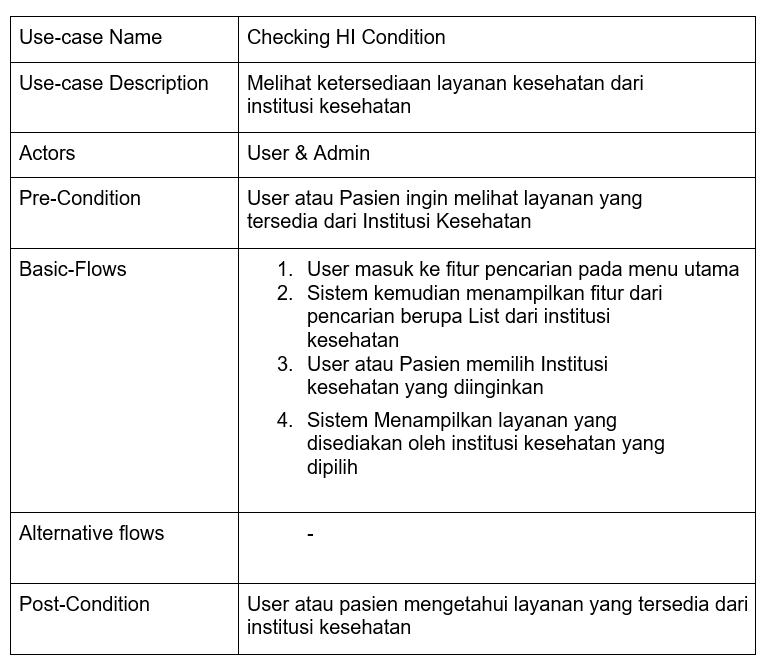 Use-case Name
Checking HI Condition
Use-case Description
Melihat ketersediaan layanan kesehatan dari
institusi kesehatan
Actors
User & Admin
Pre-Condition
User atau Pasien ingin melihat layanan yang
tersedia dari Institusi Kesehatan
Basic-Flows
1. User masuk ke fitur pencarian pada menu utama
2. Sistem kemudian menampilkan fitur dari
pencarian berupa List dari institusi
kesehatan
3. User atau Pasien memilih Institusi
kesehatan yang diinginkan
4. Sistem Menampilkan layanan yang
disediakan oleh institusi kesehatan yang
dipilih
Alternative flows
-
Post-Condition
User atau pasien mengetahui layanan yang tersedia dari
institusi kesehatan